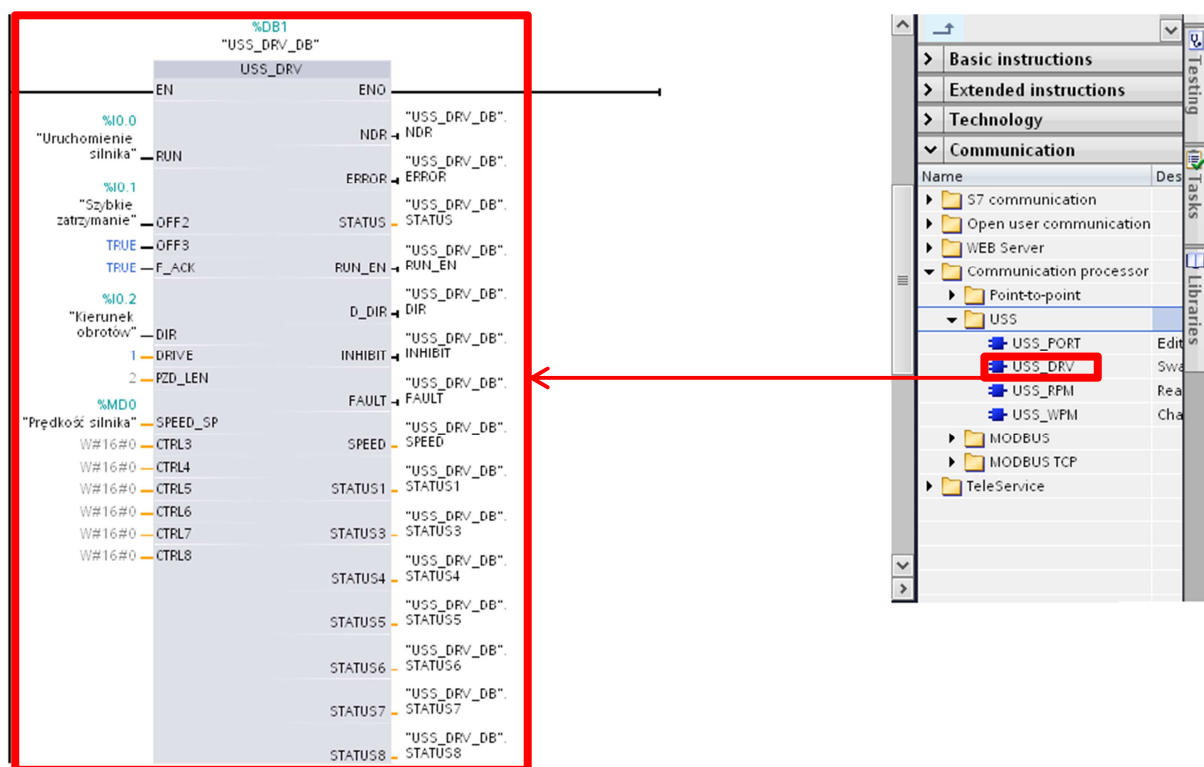 %DB1
"USS_DRV_DB"
USS_DRV
EN
ENO
%I0.0
"Uruchomienie
silnika"
RUN
%I0.1
"Szybkie
zatrzymanie"
OFF2
TRUE
OFF3
TRUE
F_ACK
%I0.2
"Kierunek
obrotów"
DIR
1
DRIVE
2
PZD_LEN
%MD0
"Prędkość silnika"
SPEED_SP
W#16#0
CTRL3
W#16#0
CTRL4
W#16#0
CTRL5
W#16#0
CTRL6
W#16#0
CTRL7
W#16#0
CTRL8
NDR
"USS_DRV_DB".
NDR
ERROR
"USS_DRV_DB".
ERROR
STATUS
"USS_DRV_DB".
STATUS
RUN_EN
"USS_DRV_DB".
RUN_EN
D_DIR
"USS_DRV_DB".
DIR
INHIBIT
"USS_DRV_DB".
INHIBIT
FAULT
"USS_DRV_DB".
FAULT
SPEED
"USS_DRV_DB".
SPEED
STATUS1
"USS_DRV_DB".
STATUS1
STATUS3
"USS_DRV_DB".
STATUS3
STATUS4
"USS_DRV_DB".
STATUS4
STATUS5
"USS_DRV_DB".
STATUS5
STATUS6
"USS_DRV_DB".
STATUS6
STATUS7
"USS_DRV_DB".
STATUS7
STATUS8
"USS_DRV_DB".
STATUS8
Basic instructions
Extended instructions
Technology
Communication
Name Des
S7 communication
Open user communication
WEB Server
Communication processor
Point-to-point
USS
USS_PORT Edit
USS_DRV Swa
USS_RPM Rea
USS_WPM Cha
MODBUS
MODBUS TCP
TeleService
Testing
Tasks
Libraries